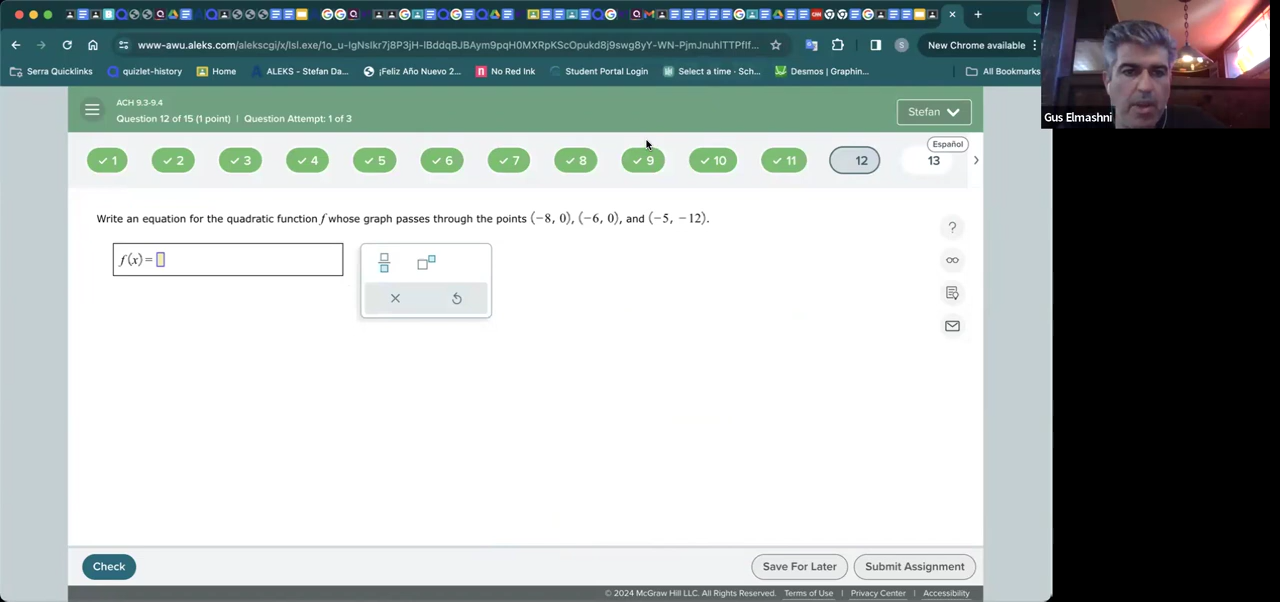 www-awu.aleks.com/alekscgi/x/Isl.exe/
New Chrome available
Serra Quicklinks
quizlet-history
Home
ALEKS - Stefan Da...
¡Feliz Año Nuevo 2...
No Red Ink
Student Portal Login
Select a time - Sch...
Desmos | Graphin...
All Bookmarks
Gus Elmashni
ACH 9.3-9.4
Question 12 of 15 (1 point) | Question Attempt: 1 of 3
Stefan
Español
✓ 1 ✓ 2 ✓ 3 ✓ 4 ✓ 5 ✓ 6 ✓ 7 ✓ 8 ✓ 9 ✓ 10 ✓ 11 12 13
Write an equation for the quadratic function f whose graph passes through the points (−8, 0), (−6, 0), and (−5, −12).
f(x) =
?
Check
Save For Later
Submit Assignment
© 2024 McGraw Hill LLC. All Rights Reserved. Terms of Use | Privacy Center | Accessibility